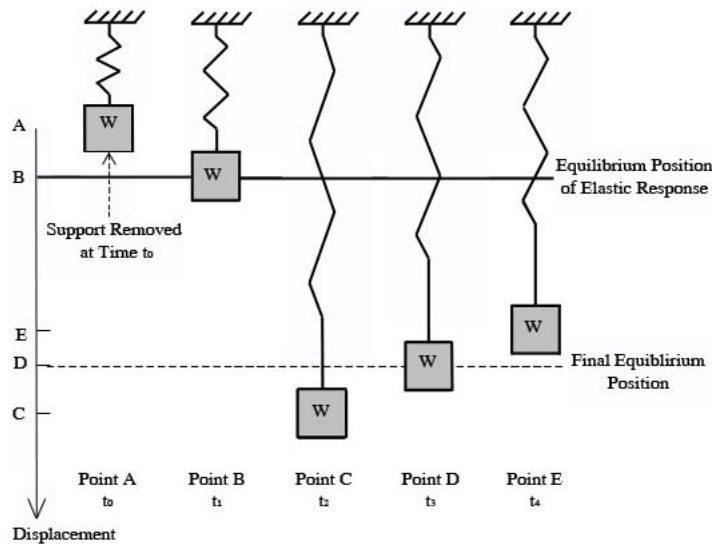 A
W
B
W
Equilibrium Position
of Elastic Response
Support Removed
at Time t₀
E
W
D
W
Final Equiblirium
Position
C
W
Point A
t₀
Point B
t₁
Point C
t₂
Point D
t₃
Point E
t₄
Displacement